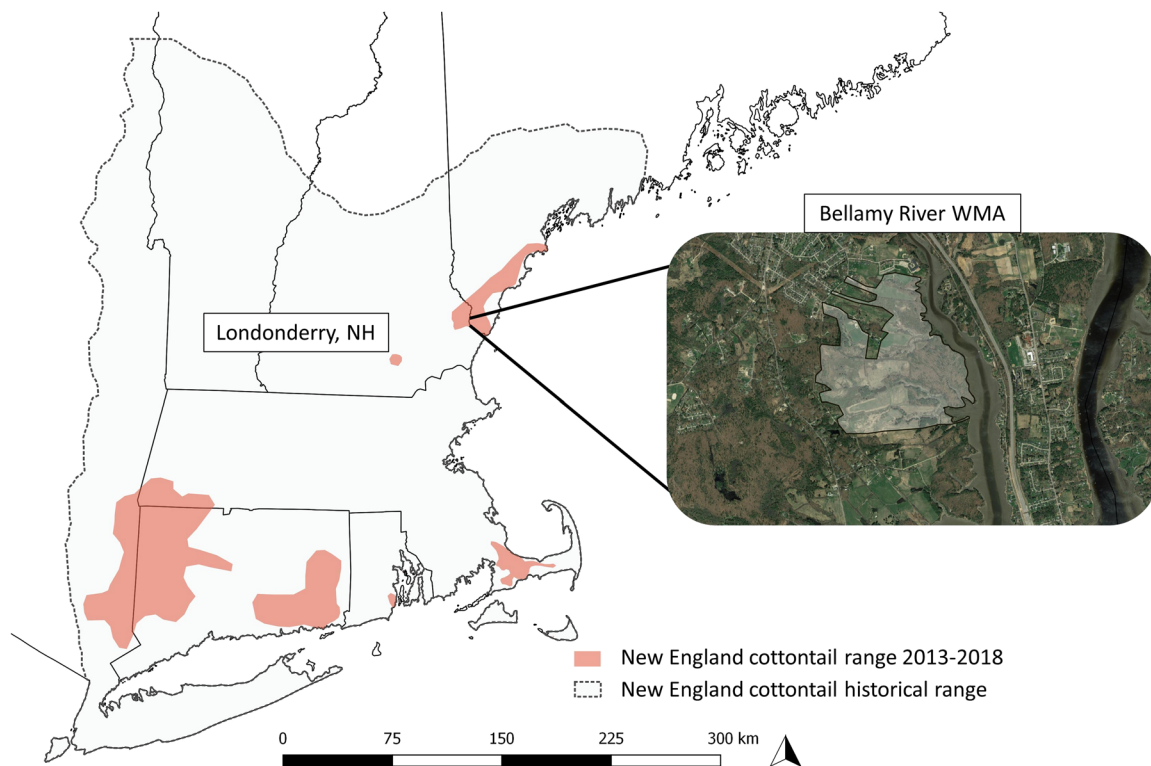 Bellamy River WMA
Londonderry, NH
New England cottontail range 2013-2018
New England cottontail historical range
0 75 150 225 300 km